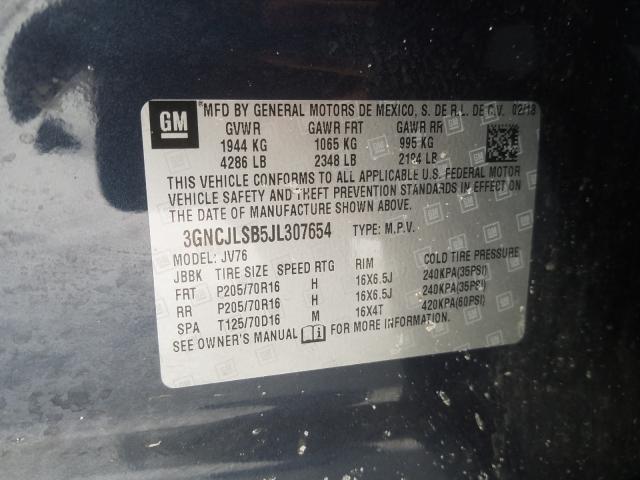 GM
MFD BY GENERAL MOTORS DE MEXICO, S. DE R.L. DE C.V. 02/18
GVWR GAWR FRT GAWR RR
1944 KG 1065 KG 995 KG
4286 LB 2348 LB 2194 LB
THIS VEHICLE CONFORMS TO ALL APPLICABLE U.S. FEDERAL MOTOR
VEHICLE SAFETY AND THEFT PREVENTION STANDARDS IN EFFECT ON
THE DATE OF MANUFACTURE SHOWN ABOVE.
3GNCJLSB5JL307654 TYPE: M.P.V.
MODEL: JV76
JBBK TIRE SIZE SPEED RTG RIM COLD TIRE PRESSURE
FRT P205/70R16 H 16X6.5J 240KPA(35PSI)
RR P205/70R16 H 16X6.5J 240KPA(35PSI)
SPA T125/70D16 M 16X4T 420KPA(60PSI)
SEE OWNER'S MANUAL FOR MORE INFORMATION.